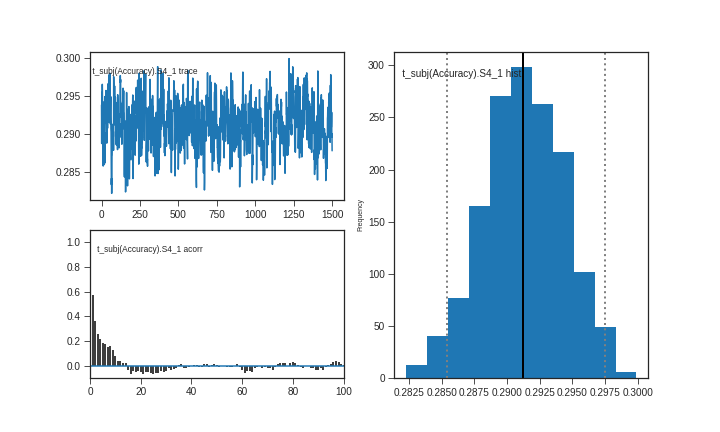 t_subj(Accuracy).S4_1 trace
0.300
0.295
0.290
0.285
0 250 500 750 1000 1250 1500
t_subj(Accuracy).S4_1 acorr
1.0
0.8
0.6
0.4
0.2
0.0
0 20 40 60 80 100
t_subj(Accuracy).S4_1 hist
Frequency
300
250
200
150
100
50
0
0.2825 0.2850 0.2875 0.2900 0.2925 0.2950 0.2975 0.3000